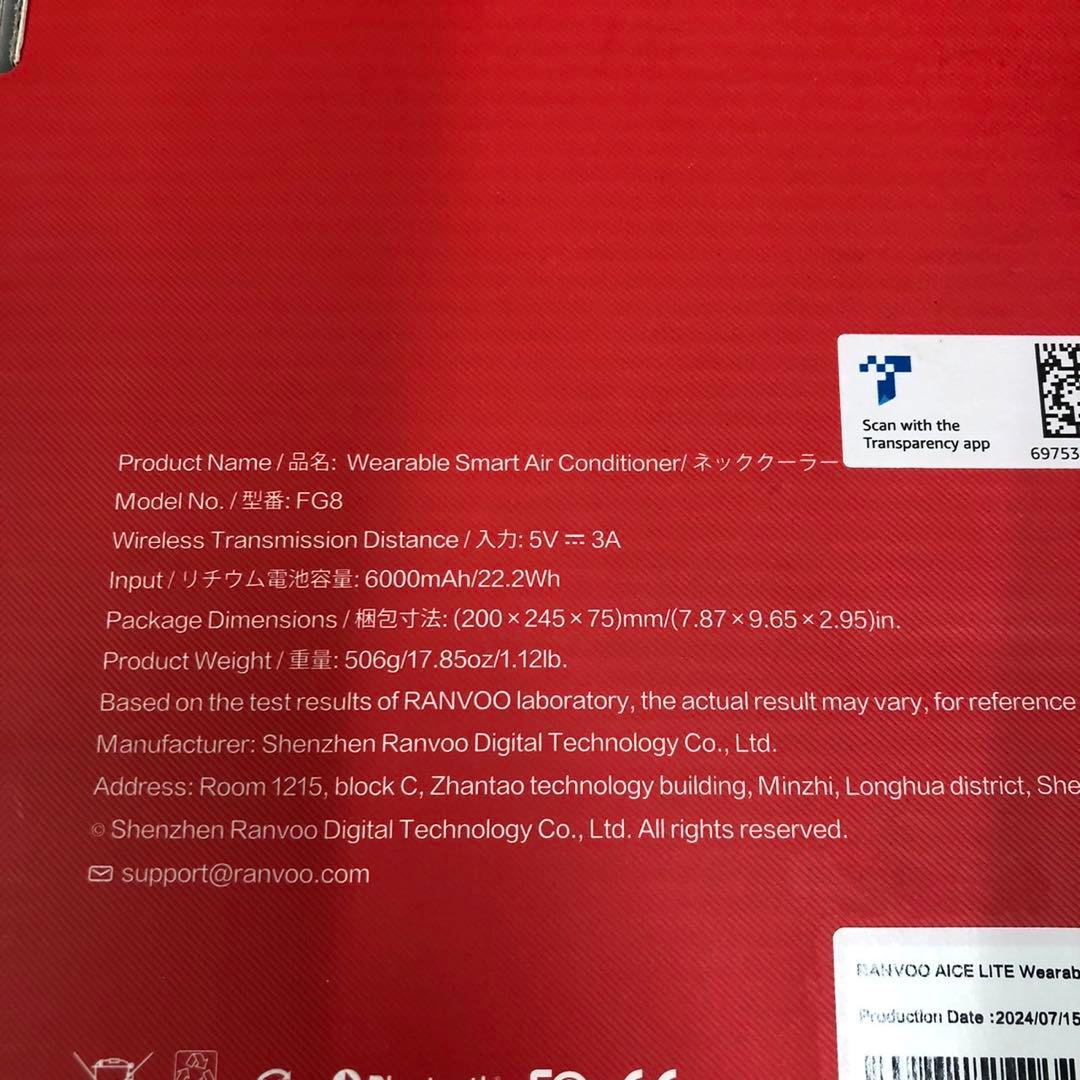 Scan with the
Transparency app
69753
Product Name / 品名: Wearable Smart Air Conditioner/ ネッククーラー
Model No. / 型番: FG8
Wireless Transmission Distance / 入力: 5V ⎓ 3A
Input / リチウム電池容量: 6000mAh/22.2Wh
Package Dimensions / 梱包寸法: (200×245×75)mm/(7.87×9.65×2.95)in.
Product Weight / 重量: 506g/17.85oz/1.12lb.
Based on the test results of RANVOO laboratory, the actual result may vary, for reference
Manufacturer: Shenzhen Ranvoo Digital Technology Co., Ltd.
Address: Room 1215, block C, Zhantao technology building, Minzhi, Longhua district, She
© Shenzhen Ranvoo Digital Technology Co., Ltd. All rights reserved.
support@ranvoo.com
RANVOO AICE LITE Wearab
Production Date :2024/07/15